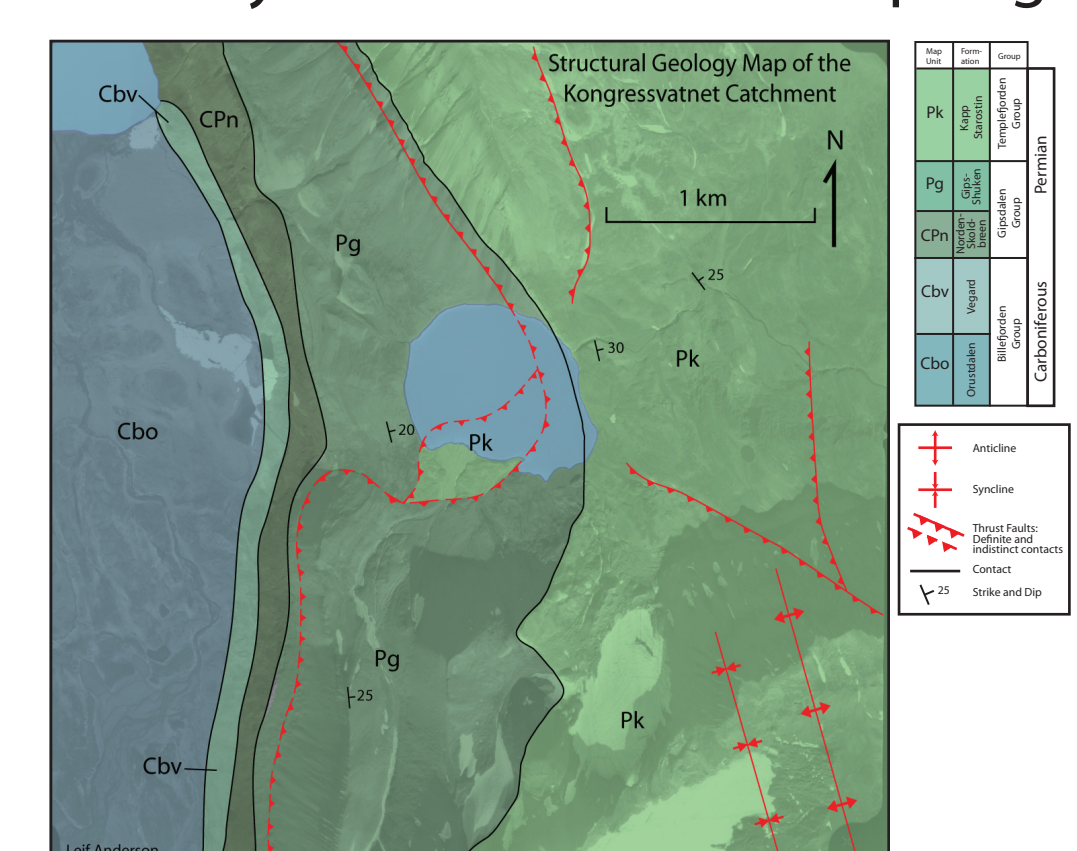 Structural Geology Map of the
Kongressvatnet Catchment
N
1 km
Cbv
CPn
Pg
25
30
Pk
Cbo
20
Pk
Pg
25
Pk
Cbv
Leif Anderson
Map
Unit
Form-
ation
Group
Pk
Kapp
Starostin
Templefjorden
Group
Pg
Gips-
Shuken
Gipsdalen
Group
CPn
Norden-
Skold-
breen
Cbv
Vegard
Billefjorden
Group
Cbo
Orustdalen
Permian
Carboniferous
Anticline
Syncline
Thrust Faults:
Definite and
indistinct contacts
Contact
25
Strike and Dip